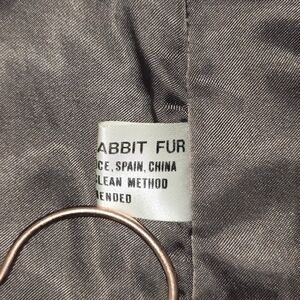 ABBIT FUR
CE, SPAIN, CHINA
LEAN METHOD
ENDED